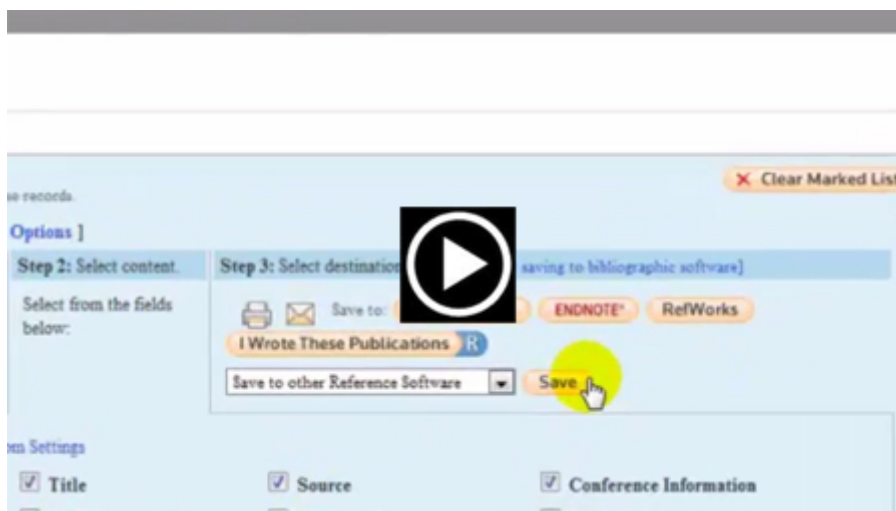 se records.
Clear Marked List
Options ]
Step 2: Select content.
Step 3: Select destination
saving to bibliographic software]
Select from the fields
below:
Save to:
ENDNOTE®
RefWorks
I Wrote These Publications R
Save to other Reference Software
Save
om Settings
Title
Source
Conference Information